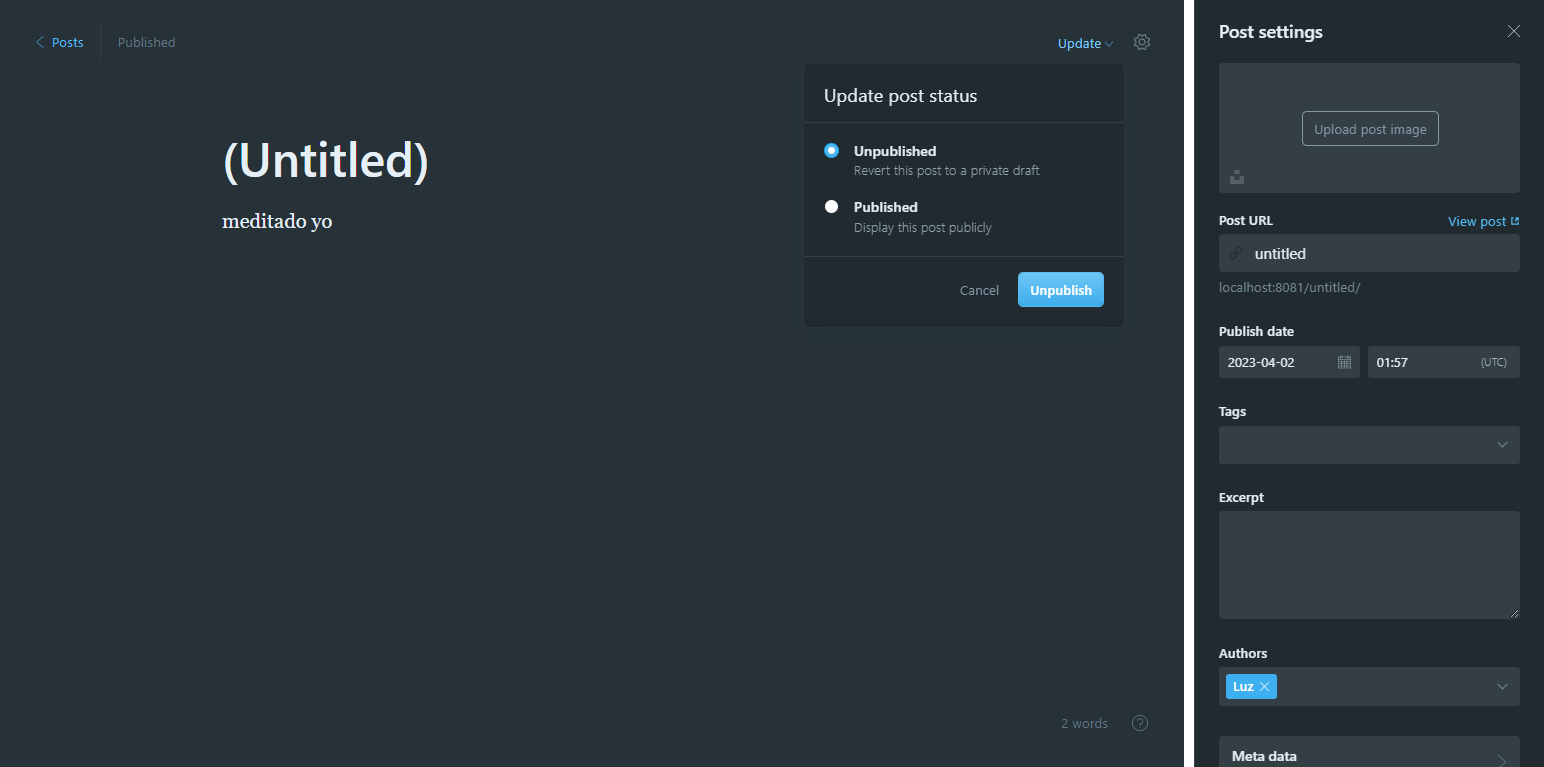 Posts
Published
Update
(Untitled)
meditado yo
Update post status
Unpublished
Revert this post to a private draft
Published
Display this post publicly
Cancel
Unpublish
2 words
?
Post settings
Upload post image
Post URL
View post
untitled
localhost:8081/untitled/
Publish date
2023-04-02
01:57
(UTC)
Tags
Excerpt
Authors
Luz
Meta data